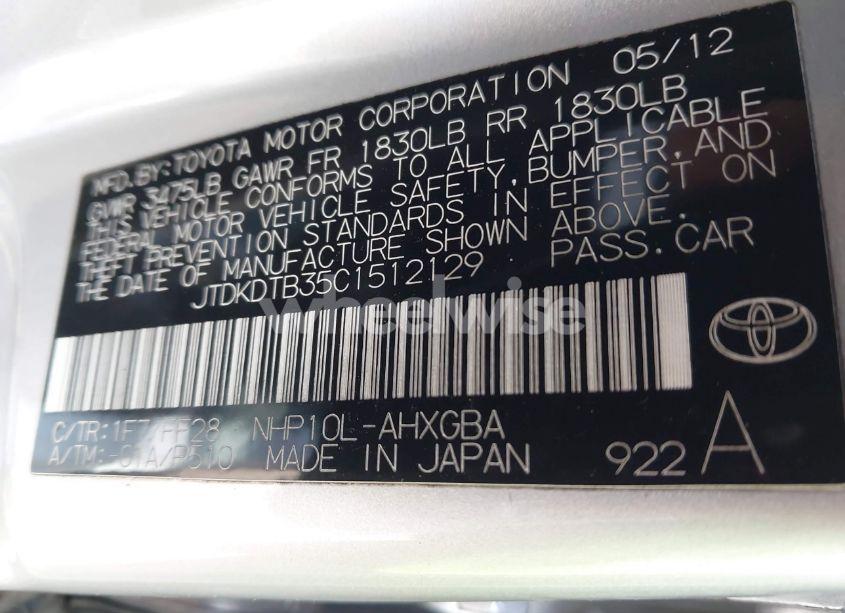 MFD.BY:TOYOTA MOTOR CORPORATION 05/12
GVWR 3475LB GAWR FR 1830LB RR 1830LB
THIS VEHICLE CONFORMS TO ALL APPLICABLE
FEDERAL MOTOR VEHICLE SAFETY,BUMPER,AND
THEFT PREVENTION STANDARDS IN EFFECT ON
THE DATE OF MANUFACTURE SHOWN ABOVE.
JTDKDTB35C1512129 PASS.CAR
wheelwise
C/TR:1F7/FF28 NHP10L-AHXGBA
A/TM:-01A/P510 MADE IN JAPAN 922A